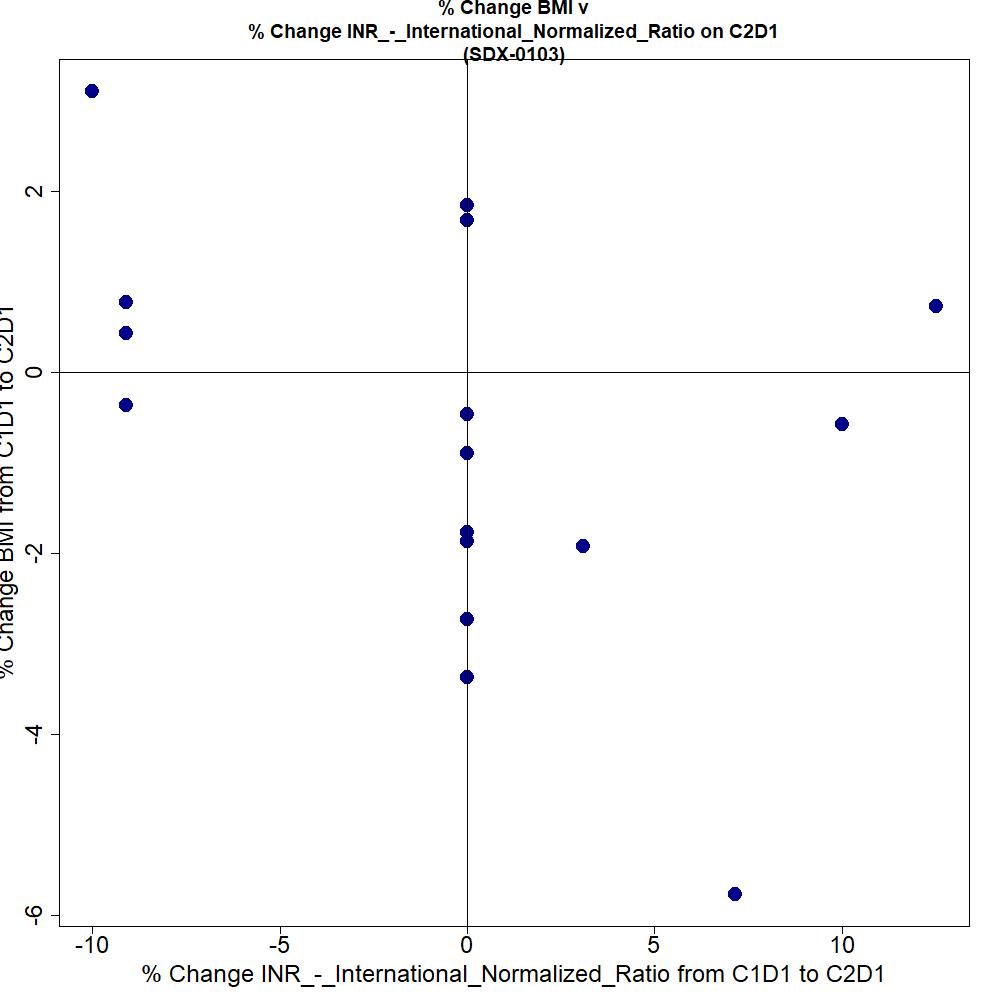 % Change BMI v
% Change INR_-_International_Normalized_Ratio on C2D1
(SDX-0103)
% Change BMI from C1D1 to C2D1
2
0
-2
-4
-6
-10
-5
0
5
10
% Change INR_-_International_Normalized_Ratio from C1D1 to C2D1